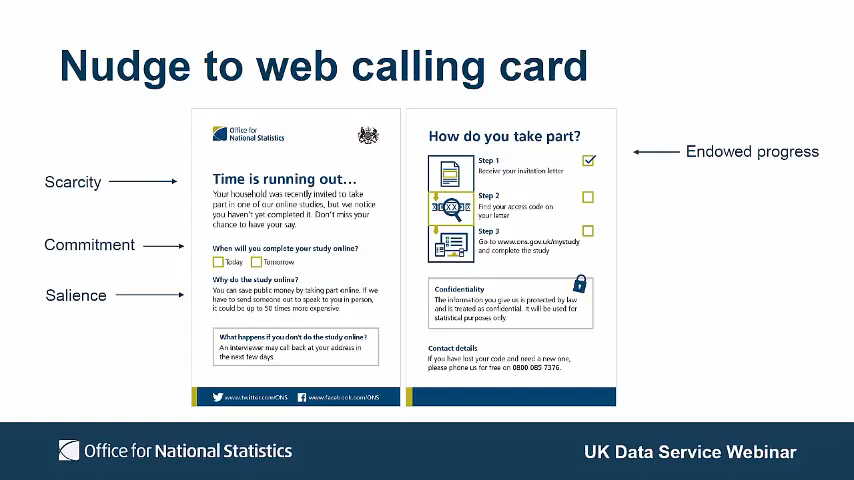 Nudge to web calling card
Scarcity
Commitment
Salience
Office for
National Statistics
Time is running out...
Your household was recently invited to take
part in one of our online studies, but we notice
you haven't yet completed it. Don't miss your
chance to have your say.
When will you complete your study online?
Today Tomorrow
Why do the study online?
You can save public money by taking part online. If we
have to send someone out to speak to you in person,
it could be up to 50 times more expensive.
What happens if you don't do the study online?
An interviewer may call back at your address in
the next few days.
www.twitter.com/ONS www.facebook.com/ONS
How do you take part?
Step 1
Receive your invitation letter
Step 2
Find your access code on
your letter
Step 3
Go to www.ons.gov.uk/mystudy
and complete the study
Confidentiality
The information you give us is protected by law
and is treated as confidential. It will be used for
statistical purposes only.
Contact details
If you have lost your code and need a new one,
please phone us for free on 0800 085 7376.
Endowed progress
Office for National Statistics
UK Data Service Webinar